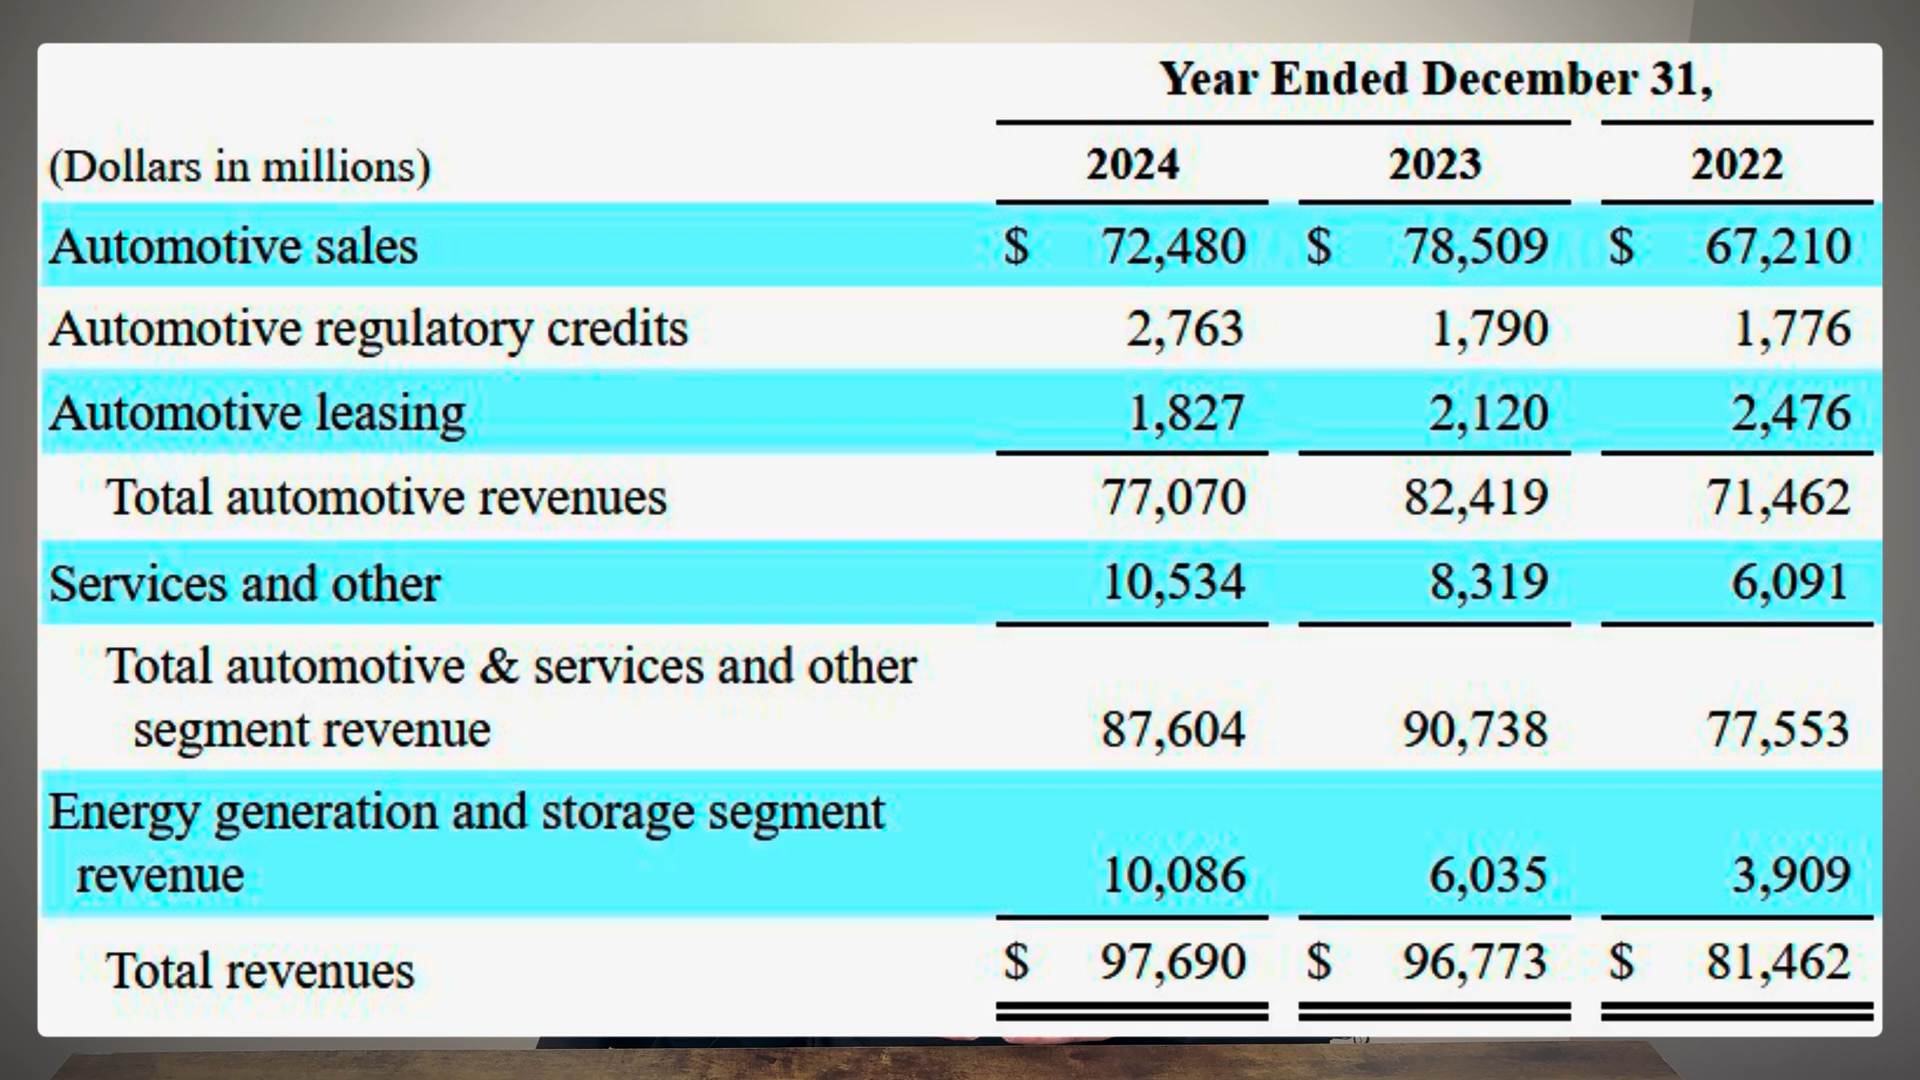 Year Ended December 31,
(Dollars in millions) 2024 2023 2022
Automotive sales $ 72,480 $ 78,509 $ 67,210
Automotive regulatory credits 2,763 1,790 1,776
Automotive leasing 1,827 2,120 2,476
Total automotive revenues 77,070 82,419 71,462
Services and other 10,534 8,319 6,091
Total automotive & services and other
segment revenue 87,604 90,738 77,553
Energy generation and storage segment
revenue 10,086 6,035 3,909
Total revenues $ 97,690 $ 96,773 $ 81,462